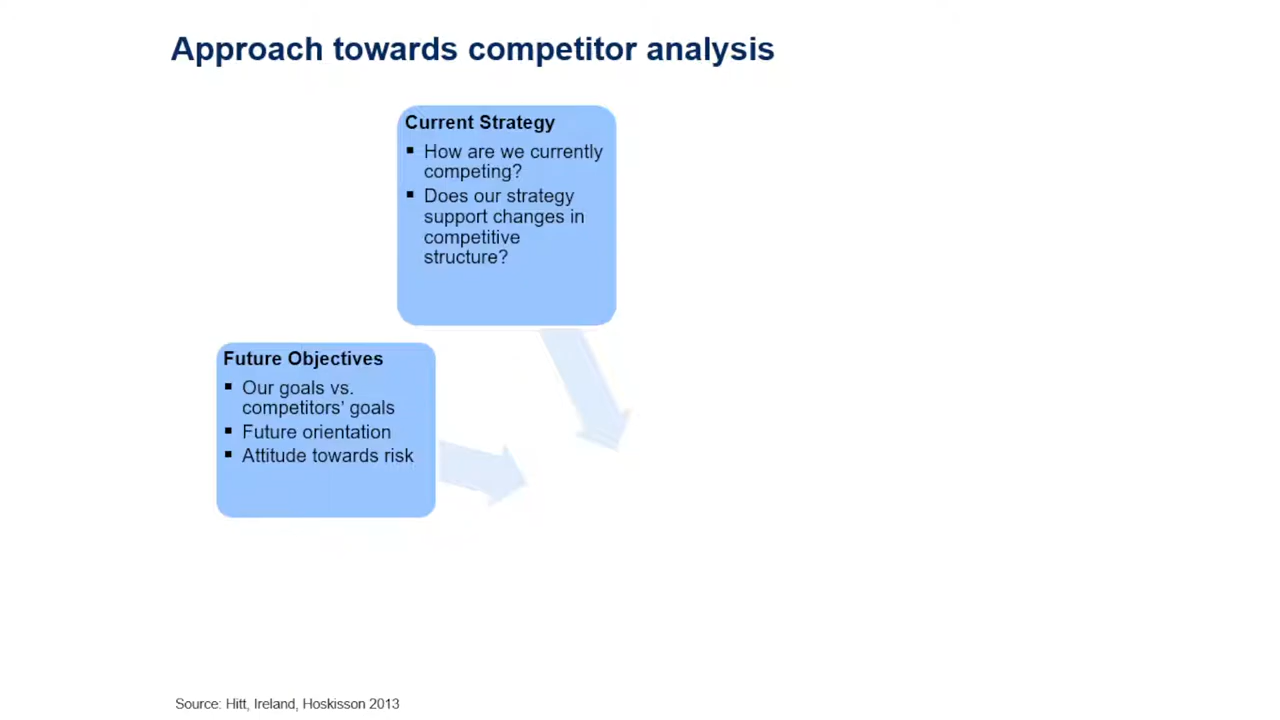 Approach towards competitor analysis
Current Strategy
▪ How are we currently
competing?
▪ Does our strategy
support changes in
competitive
structure?
Future Objectives
▪ Our goals vs.
competitors’ goals
▪ Future orientation
▪ Attitude towards risk
Source: Hitt, Ireland, Hoskisson 2013